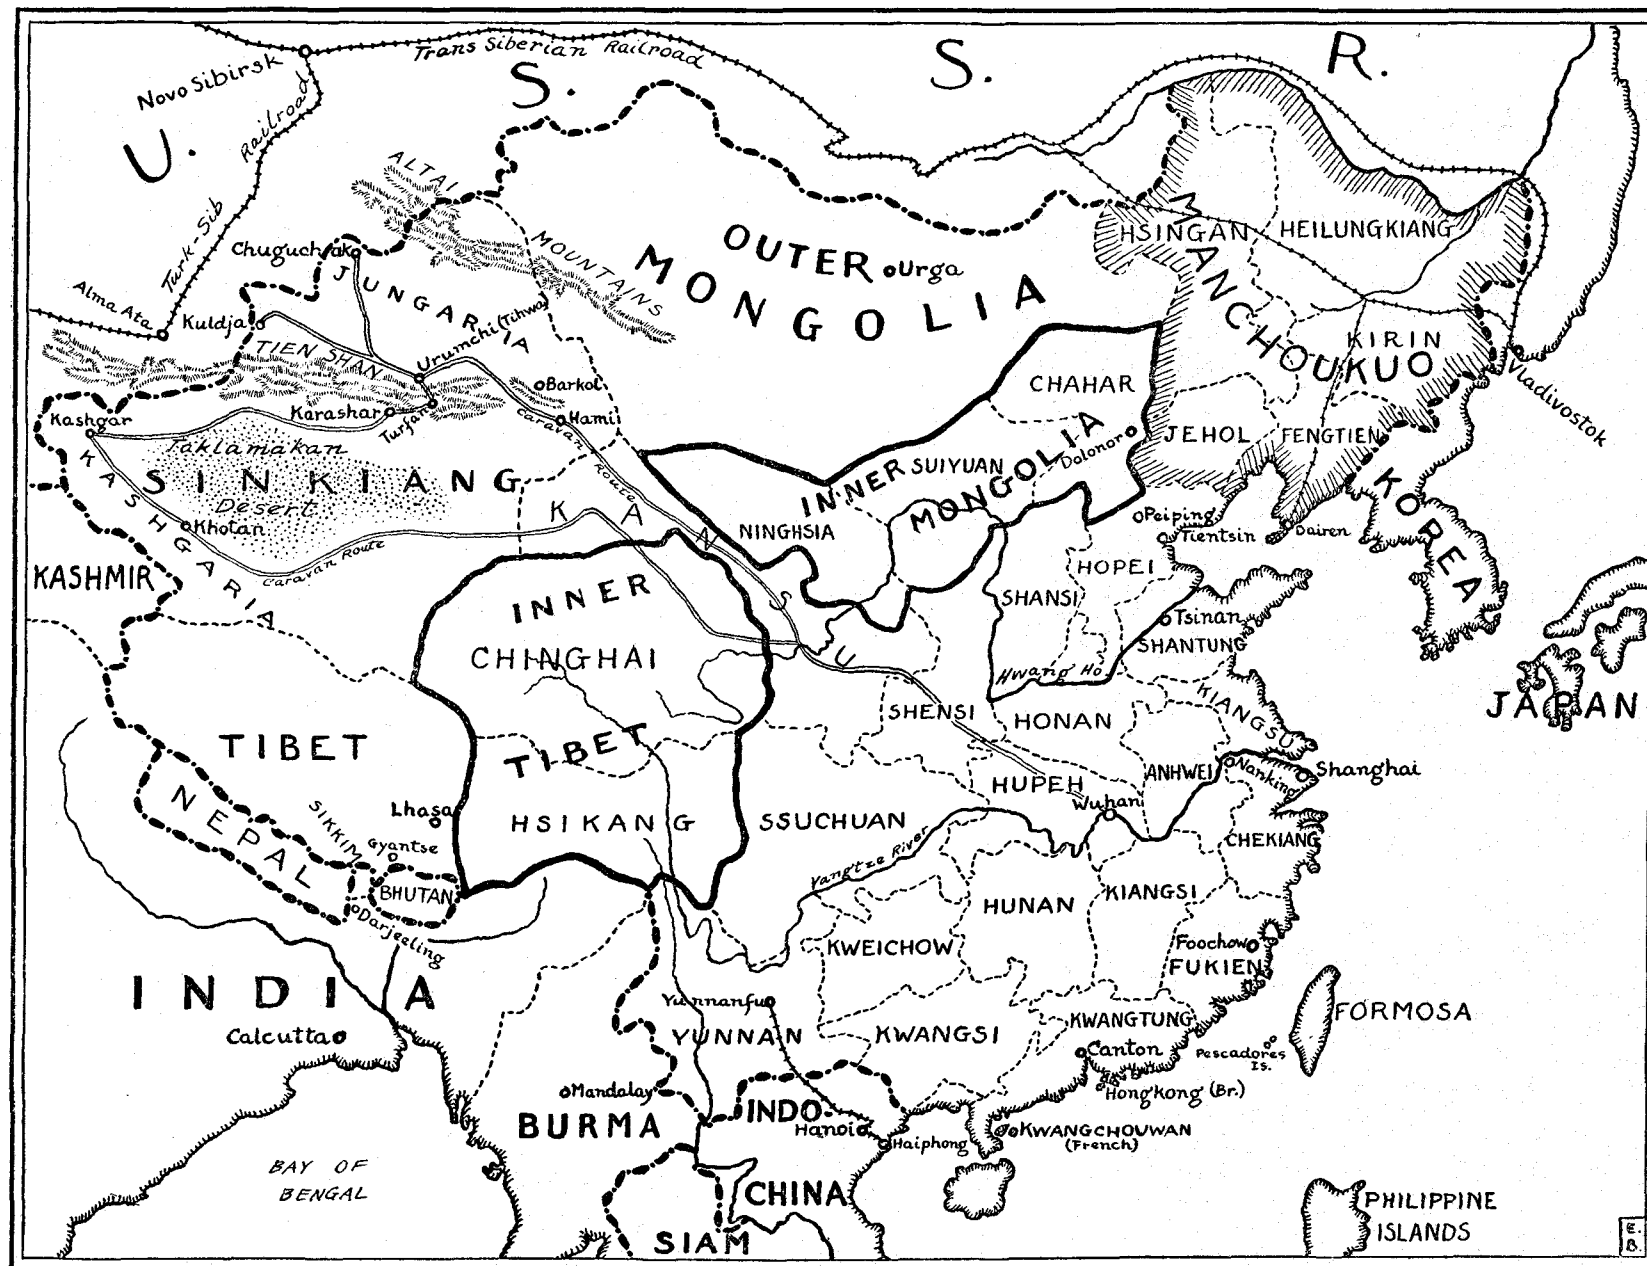 U. S. S. R.
Trans Siberian Railroad
Novo Sibirsk
Turk-Sib Railroad
Alma Ata
ALTAI MOUNTAINS
Chuguchak
JUNGARIA
Kuldja
TIEN SHAN
Urumchi (Tihwa)
Barkol
Hami
Karashar
Turfan
Kashgar
Taklamakan
Desert
SINKIANG
KASHGARIA
Khotan
Caravan Route
Caravan Route
KASHMIR
OUTER
MONGOLIA
Urga
MANCHOUKUO
HSINGAN
HEILUNGKIANG
KIRIN
Vladivostok
CHAHAR
JEHOL
FENGTIEN
Dolonor
INNER
MONGOLIA
SUIYUAN
NINGHSIA
KANSU
Peiping
Tientsin
Dairen
KOREA
HOPEI
SHANSI
Tsinan
SHANTUNG
Hwang Ho
JAPAN
INNER
CHINGHAI
TIBET
HSIKANG
TIBET
Lhasa
NEPAL
SIKKIM
Gyantse
BHUTAN
Darjeeling
SHENSI
HONAN
KIANGSU
HUPEH
ANHWEI
Nanking
Shanghai
Wuhan
SSUCHUAN
Yangtze River
CHEKIANG
HUNAN
KIANGSI
KWEICHOW
Foochow
FUKIEN
INDIA
Calcutta
Yunnanfu
YUNNAN
KWANGSI
KWANGTUNG
FORMOSA
Pescadores
Is.
Canton
Hongkong (Br.)
Mandalay
BURMA
INDO-
CHINA
Hanoi
Haiphong
KWANGCHOUWAN
(French)
BAY OF
BENGAL
SIAM
PHILIPPINE
ISLANDS
E.
B.